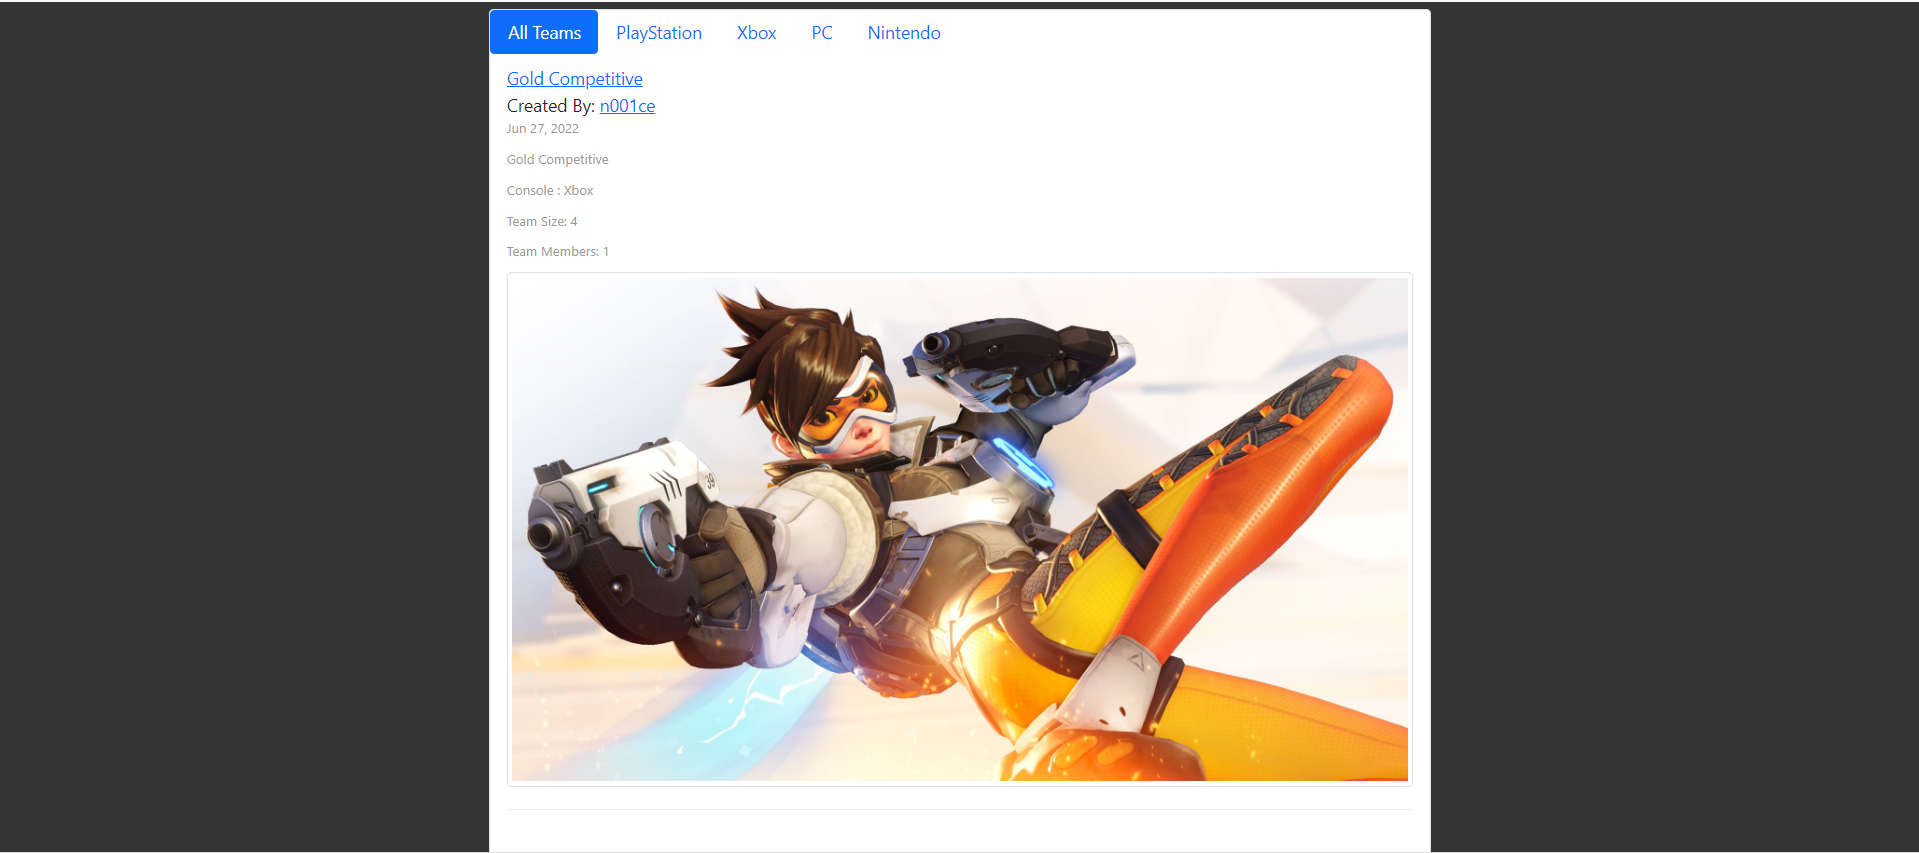 All Teams PlayStation Xbox PC Nintendo
Gold Competitive
Created By: n001ce
Jun 27, 2022
Gold Competitive
Console : Xbox
Team Size: 4
Team Members: 1
39